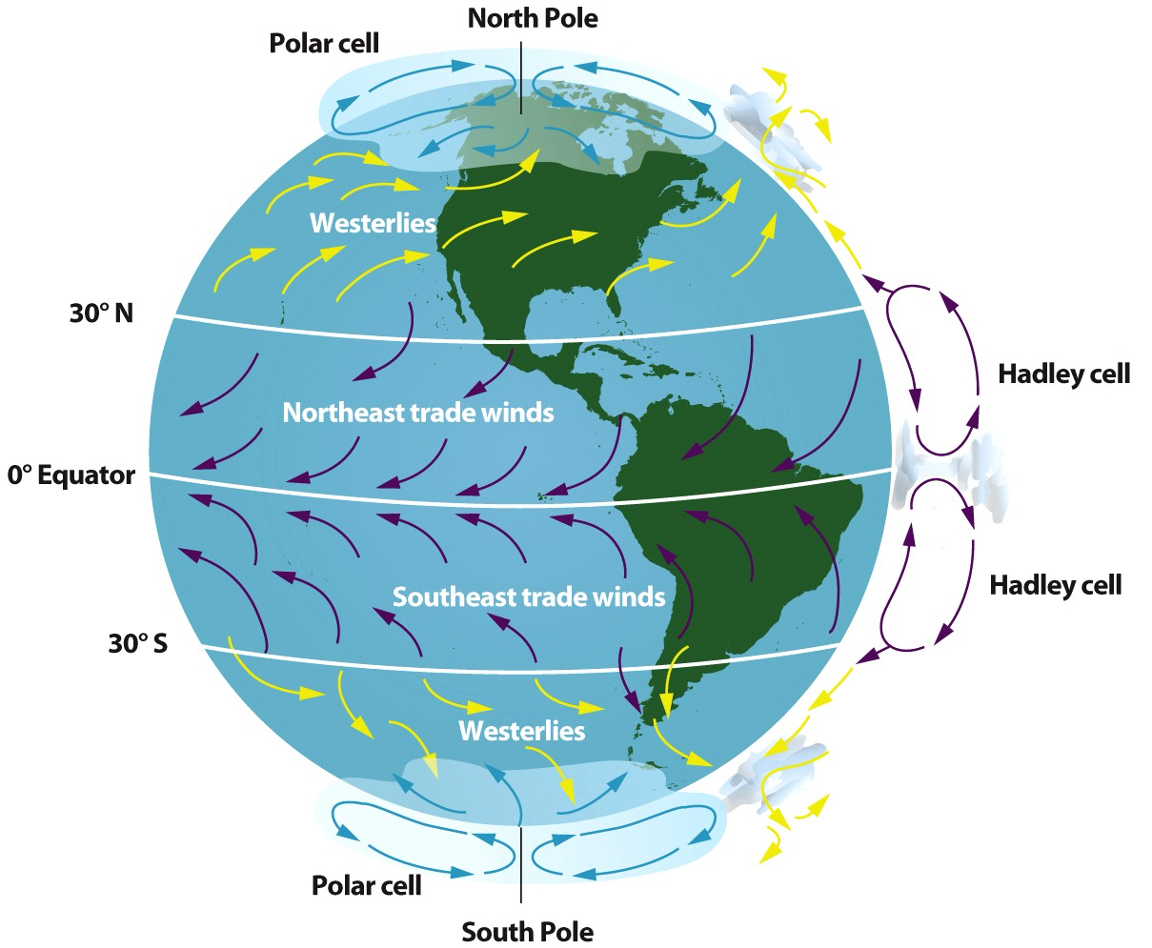 North Pole
Polar cell
Westerlies
30° N
Hadley cell
Northeast trade winds
0° Equator
Hadley cell
Southeast trade winds
30° S
Westerlies
Polar cell
South Pole